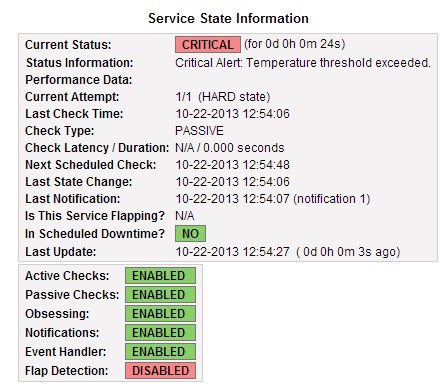 Service State Information
Current Status: CRITICAL (for 0d 0h 0m 24s)
Status Information: Critical Alert: Temperature threshold exceeded.
Performance Data:
Current Attempt: 1/1 (HARD state)
Last Check Time: 10-22-2013 12:54:06
Check Type: PASSIVE
Check Latency / Duration: N/A / 0.000 seconds
Next Scheduled Check: 10-22-2013 12:54:48
Last State Change: 10-22-2013 12:54:06
Last Notification: 10-22-2013 12:54:07 (notification 1)
Is This Service Flapping? N/A
In Scheduled Downtime? NO
Last Update: 10-22-2013 12:54:27 ( 0d 0h 0m 3s ago)
Active Checks: ENABLED
Passive Checks: ENABLED
Obsessing: ENABLED
Notifications: ENABLED
Event Handler: ENABLED
Flap Detection: DISABLED